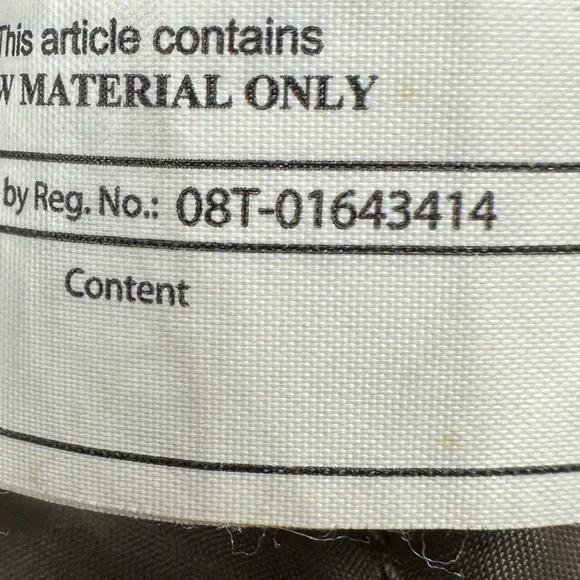 This article contains
W MATERIAL ONLY
by Reg. No.: 08T-01643414
Content